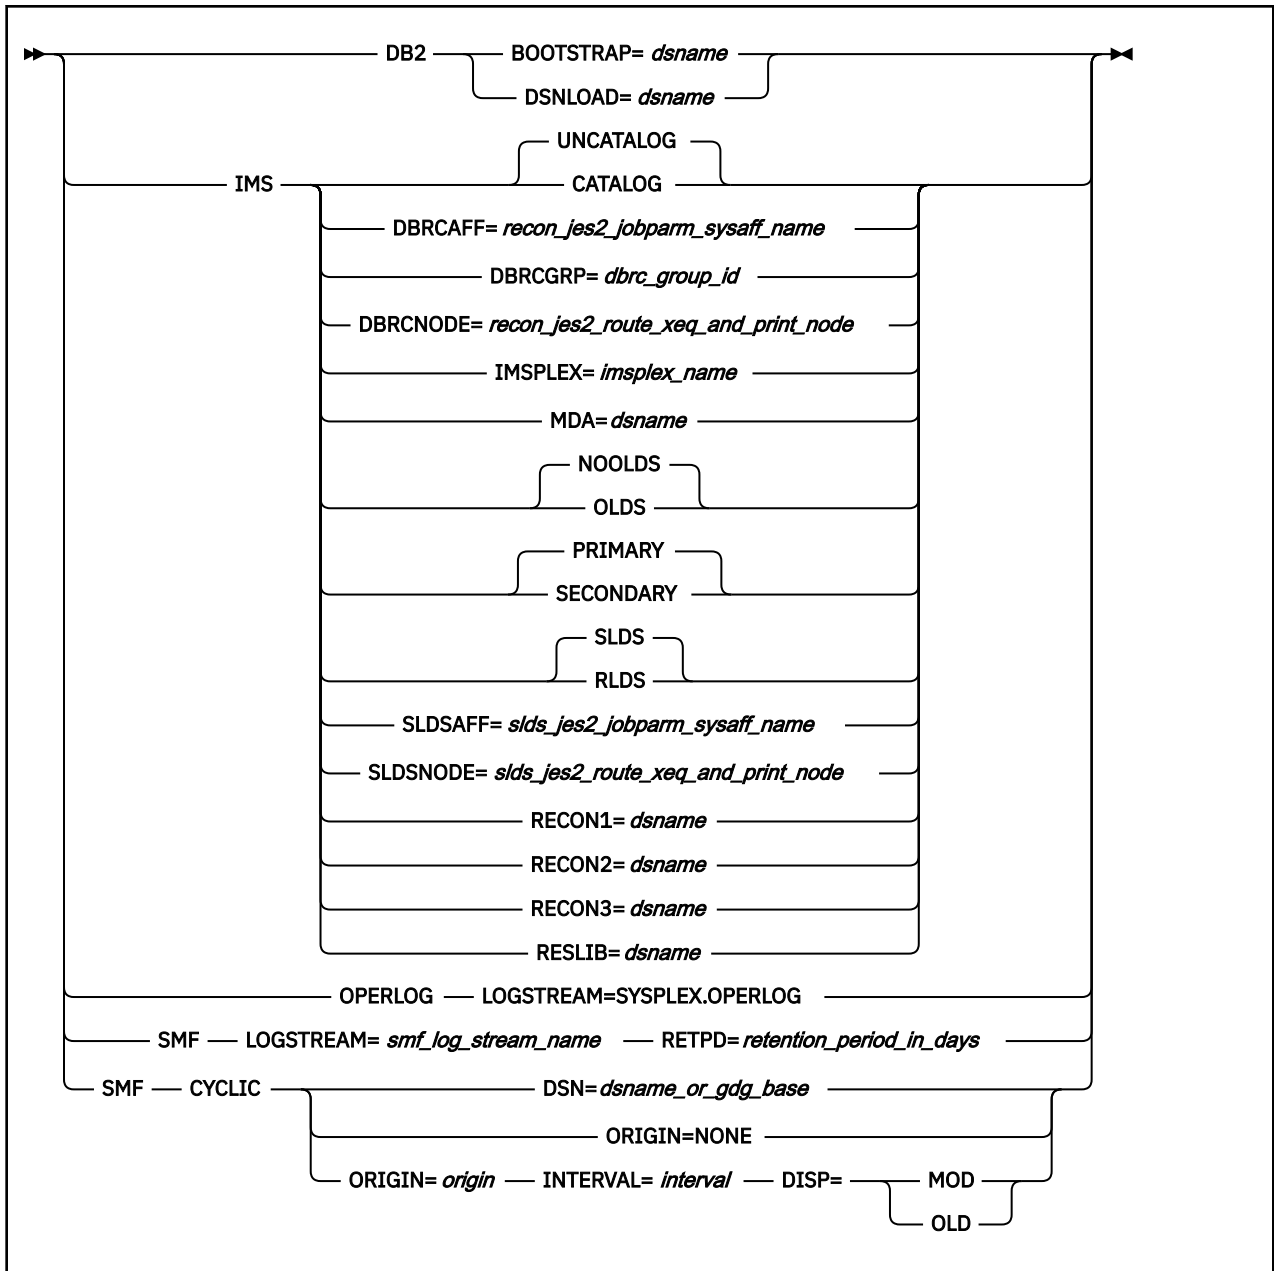 DB2 BOOTSTRAP= dsname
DSNLOAD= dsname
UNCATALOG
IMS CATALOG
DBRCAFF= recon_jes2_jobparm_sysaff_name
DBRCGRP= dbrc_group_id
DBRCNODE= recon_jes2_route_xeq_and_print_node
IMSPLEX= imsplex_name
MDA= dsname
NOOLDS
OLDS
PRIMARY
SECONDARY
SLDS
RLDS
SLDSAFF= slds_jes2_jobparm_sysaff_name
SLDSNODE= slds_jes2_route_xeq_and_print_node
RECON1= dsname
RECON2= dsname
RECON3= dsname
RESLIB= dsname
OPERLOG LOGSTREAM=SYSPLEX.OPERLOG
SMF LOGSTREAM= smf_log_stream_name RETPD= retention_period_in_days
SMF CYCLIC DSN= dsname_or_gdg_base
ORIGIN=NONE
ORIGIN= origin INTERVAL= interval DISP= MOD
OLD